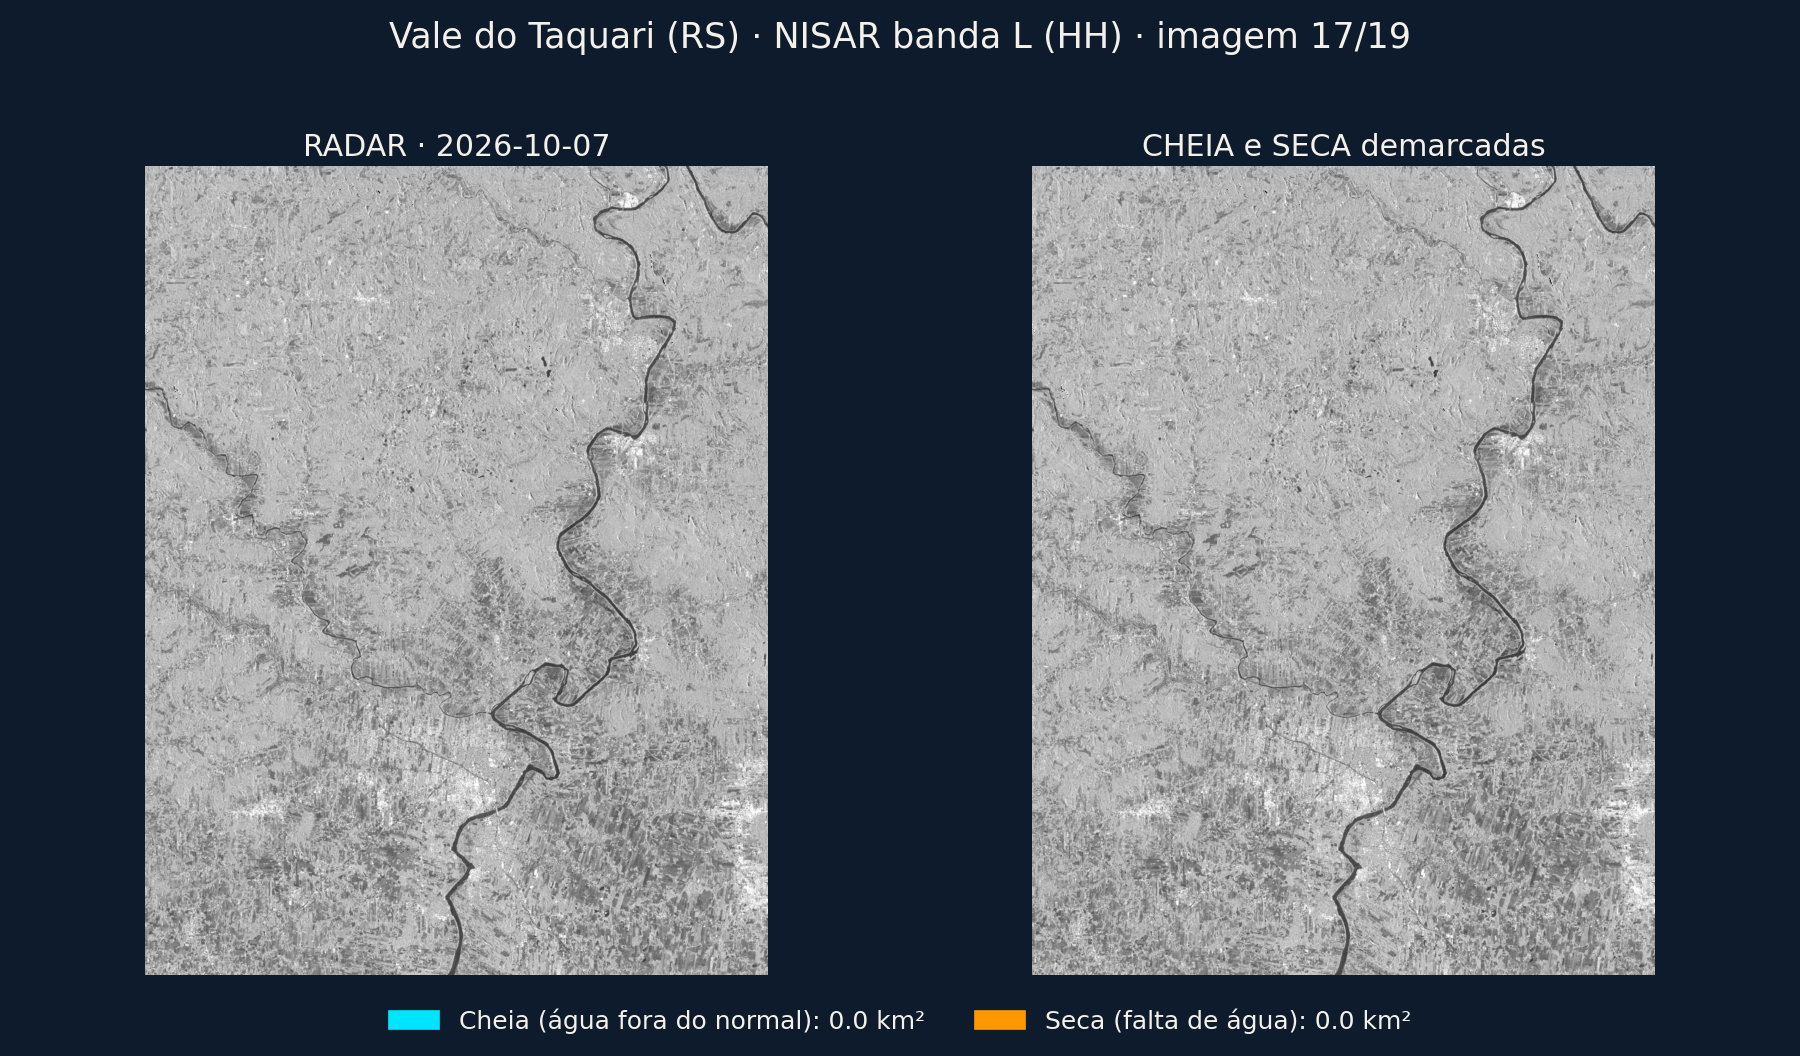 Vale do Taquari (RS) · NISAR banda L (HH) · imagem 17/19
RADAR · 2026-10-07
CHEIA e SECA demarcadas
Cheia (água fora do normal): 0.0 km²
Seca (falta de água): 0.0 km²